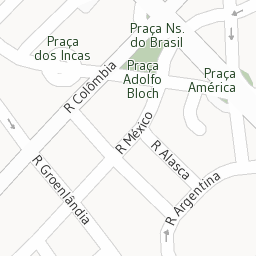 Praça Ns.
do Brasil
Praça
dos Incas
Praça
Adolfo
Bloch
Praça
América
R Colômbia
R México
R Alasca
R Groenlândia
R Argentina